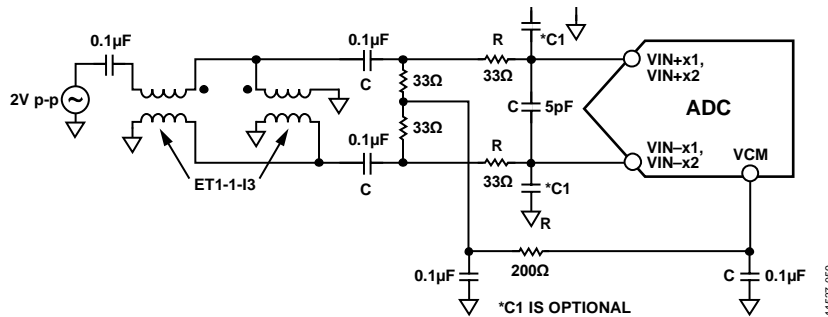 0.1µF
2V p-p
ET1-1-I3
0.1µF
C
33Ω
33Ω
0.1µF
C
R
33Ω
*C1
C 5pF
R
33Ω
*C1
R
VIN+x1,
VIN+x2
ADC
VIN–x1,
VIN–x2
VCM
0.1µF
200Ω
C 0.1µF
*C1 IS OPTIONAL